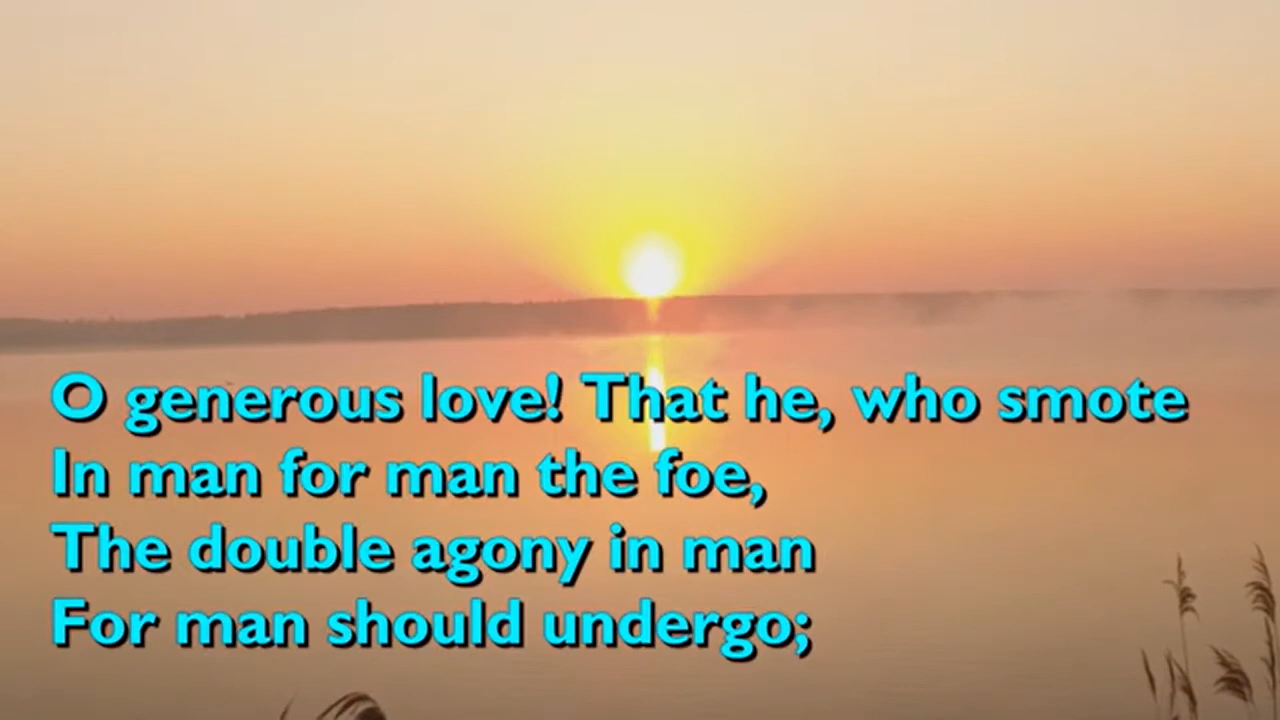 O generous love! That he, who smote
In man for man the foe,
The double agony in man
For man should undergo;